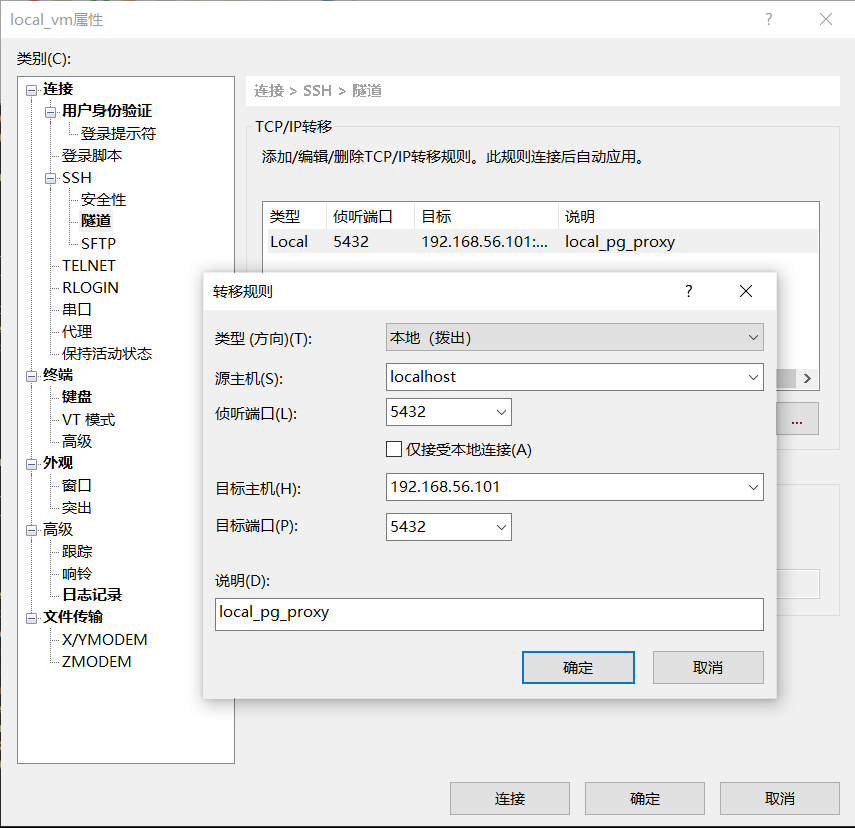 local_vm属性
类别(C):
连接
用户身份验证
登录提示符
登录脚本
SSH
安全性
隧道
SFTP
TELNET
RLOGIN
串口
代理
保持活动状态
终端
键盘
VT 模式
高级
外观
窗口
突出
高级
跟踪
响铃
日志记录
文件传输
X/YMODEM
ZMODEM
连接 > SSH > 隧道
TCP/IP转移
添加/编辑/删除TCP/IP转移规则。此规则连接后自动应用。
类型 侦听端口 目标 说明
Local 5432 192.168.56.101:... local_pg_proxy
...
转移规则
类型 (方向)(T): 本地（拨出）
源主机(S): localhost
侦听端口(L): 5432
仅接受本地连接(A)
目标主机(H): 192.168.56.101
目标端口(P): 5432
说明(D):
local_pg_proxy
确定 取消
连接 确定 取消